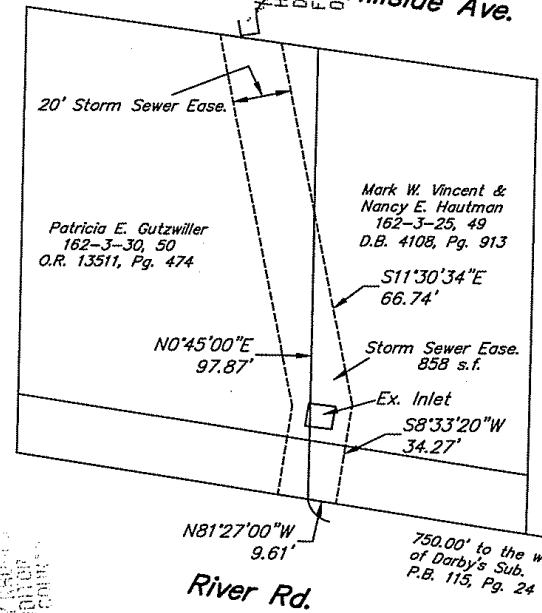 Hillside Ave.
20' Storm Sewer Ease.
Mark W. Vincent &
Nancy E. Hautman
162-3-25, 49
D.B. 4108, Pg. 913
Patricia E. Gutzwiller
162-3-30, 50
O.R. 13511, Pg. 474
S11°30'34"E
66.74'
N0°45'00"E
97.87'
Storm Sewer Ease.
858 s.f.
Ex. Inlet
S8°33'20"W
34.27'
N81°27'00"W
9.61'
750.00' to the w
of Darby's Sub.
P.B. 115, Pg. 24
River Rd.